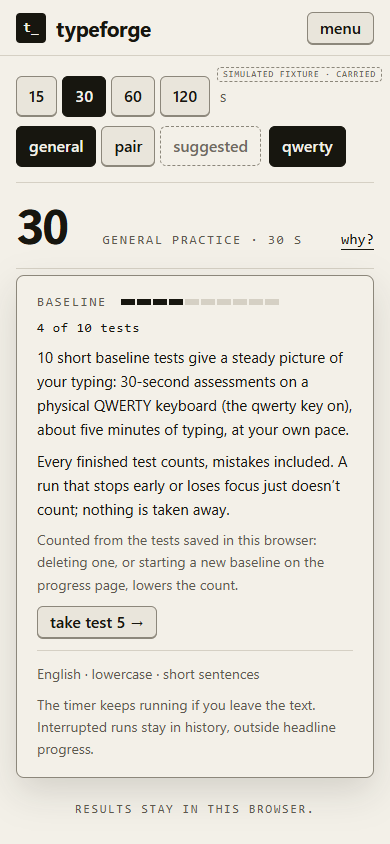 t_ typeforge menu
SIMULATED FIXTURE · CARRIED
15 30 60 120 s
general pair suggested qwerty
30 GENERAL PRACTICE · 30 S why?
BASELINE
4 of 10 tests
10 short baseline tests give a steady picture of
your typing: 30-second assessments on a
physical QWERTY keyboard (the qwerty key on),
about five minutes of typing, at your own pace.
Every finished test counts, mistakes included. A
run that stops early or loses focus just doesn’t
count; nothing is taken away.
Counted from the tests saved in this browser:
deleting one, or starting a new baseline on the
progress page, lowers the count.
take test 5 →
English · lowercase · short sentences
The timer keeps running if you leave the text.
Interrupted runs stay in history, outside headline
progress.
RESULTS STAY IN THIS BROWSER.